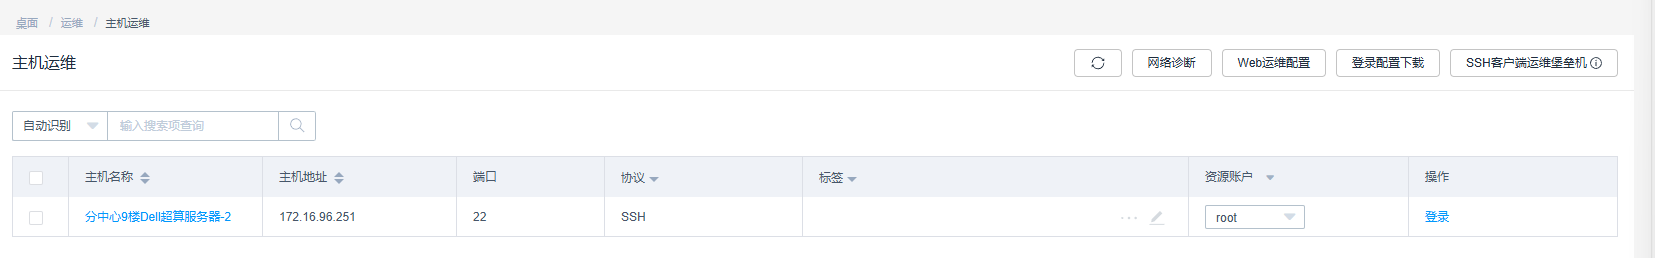 桌面 / 运维 / 主机运维
主机运维
网络诊断 Web运维配置 登录配置下载 SSH客户端运维堡垒机
自动识别 输入搜索项查询
主机名称 主机地址 端口 协议 标签 资源账户 操作
分中心9楼Dell超算服务器-2 172.16.96.251 22 SSH ... root 登录